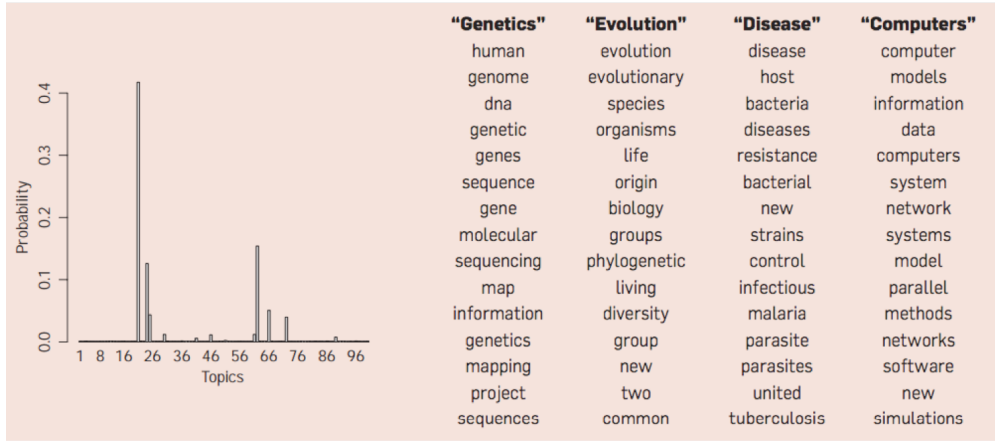 “Genetics” “Evolution” “Disease” “Computers”
human evolution disease computer
genome evolutionary host models
dna species bacteria information
genetic organisms diseases data
genes life resistance computers
sequence origin bacterial system
gene biology new network
molecular groups strains systems
sequencing phylogenetic control model
map living infectious parallel
information diversity malaria methods
genetics group parasite networks
mapping new parasites software
project two united new
sequences common tuberculosis simulations
Probability
0.4
0.3
0.2
0.1
0.0
1 8 16 26 36 46 56 66 76 86 96
Topics